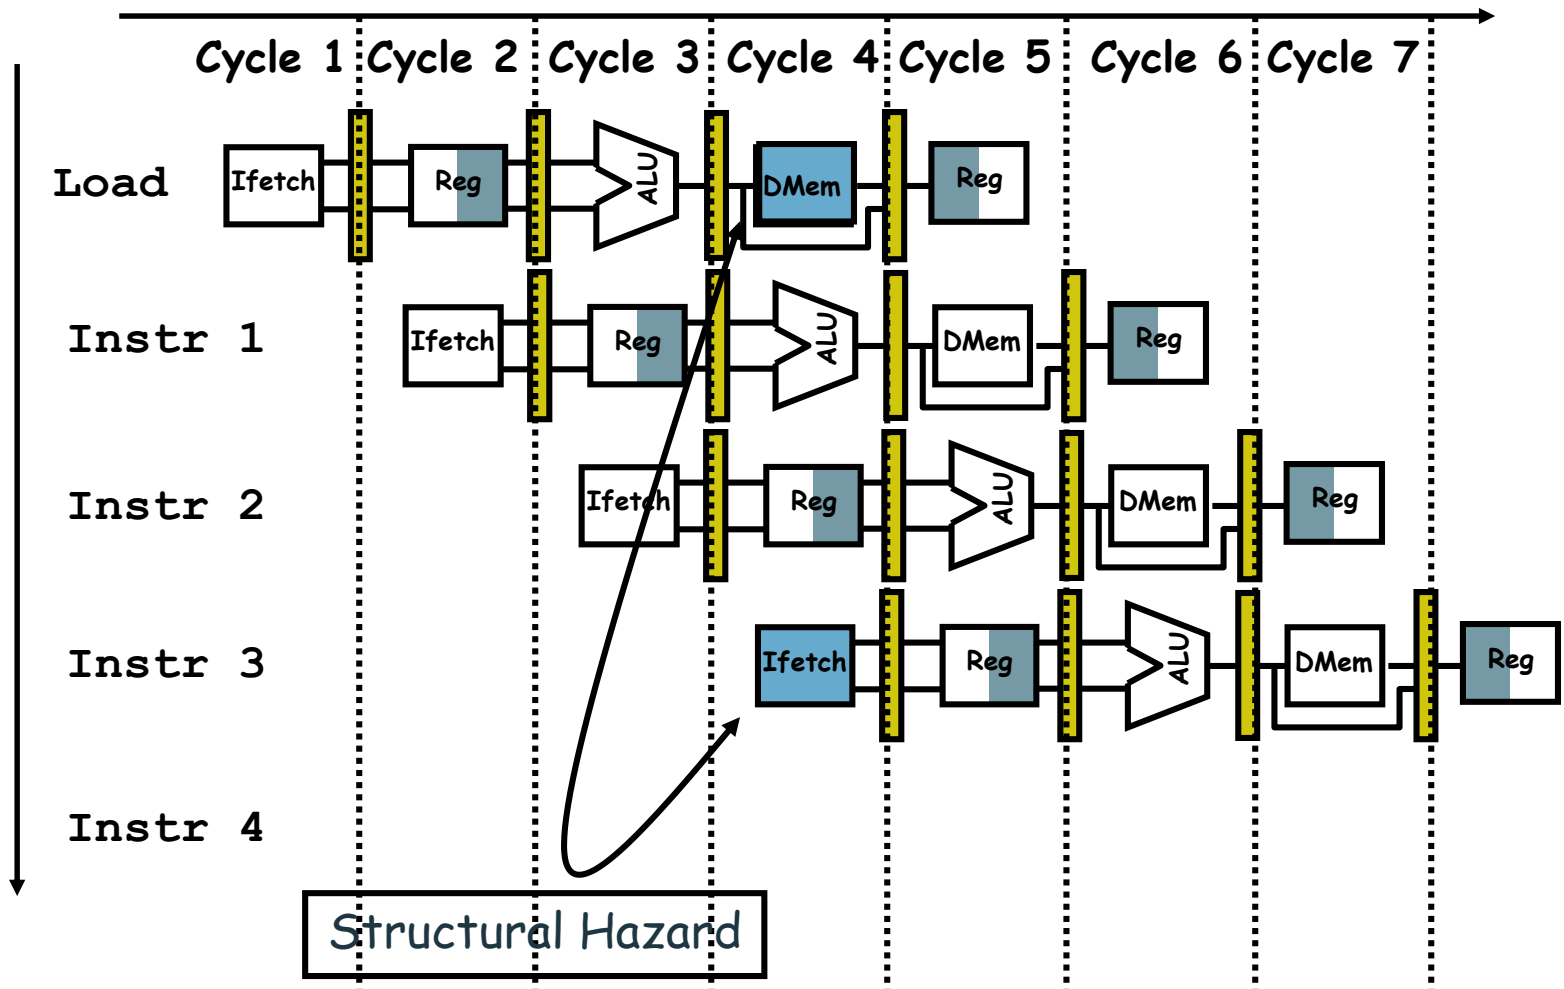 Cycle 1 Cycle 2 Cycle 3 Cycle 4 Cycle 5 Cycle 6 Cycle 7
Load Ifetch Reg ALU DMem Reg
Instr 1 Ifetch Reg ALU DMem Reg
Instr 2 Ifetch Reg ALU DMem Reg
Instr 3 Ifetch Reg ALU DMem Reg
Instr 4
Structural Hazard